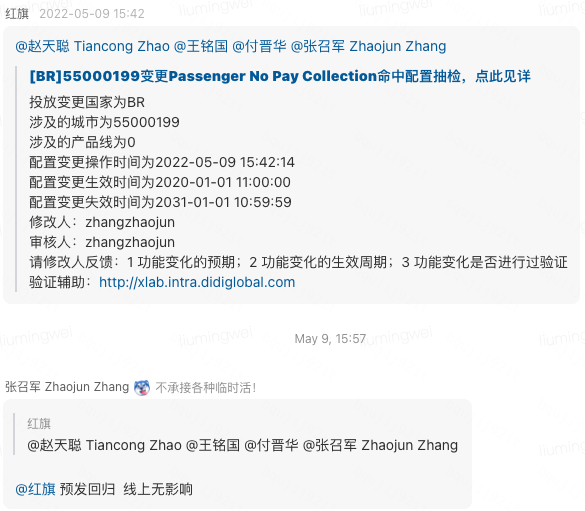 红旗 2022-05-09 15:42
@赵天聪 Tiancong Zhao @王铭国 @付晋华 @张召军 Zhaojun Zhang
[BR]55000199变更Passenger No Pay Collection命中配置抽检，点此见详
投放变更国家为BR
涉及的城市为55000199
涉及的产品线为0
配置变更操作时间为2022-05-09 15:42:14
配置变更生效时间为2020-01-01 11:00:00
配置变更失效时间为2031-01-01 10:59:59
修改人：zhangzhaojun
审核人：zhangzhaojun
请修改人反馈：1 功能变化的预期；2 功能变化的生效周期；3 功能变化是否进行过验证
验证辅助：http://xlab.intra.didiglobal.com
liumingwei liumingwei liumingwei
May 9, 15:57
张召军 Zhaojun Zhang 不承接各种临时活！
红旗
@赵天聪 Tiancong Zhao @王铭国 @付晋华 @张召军 Zhaojun Zhang
@红旗 预发回归 线上无影响